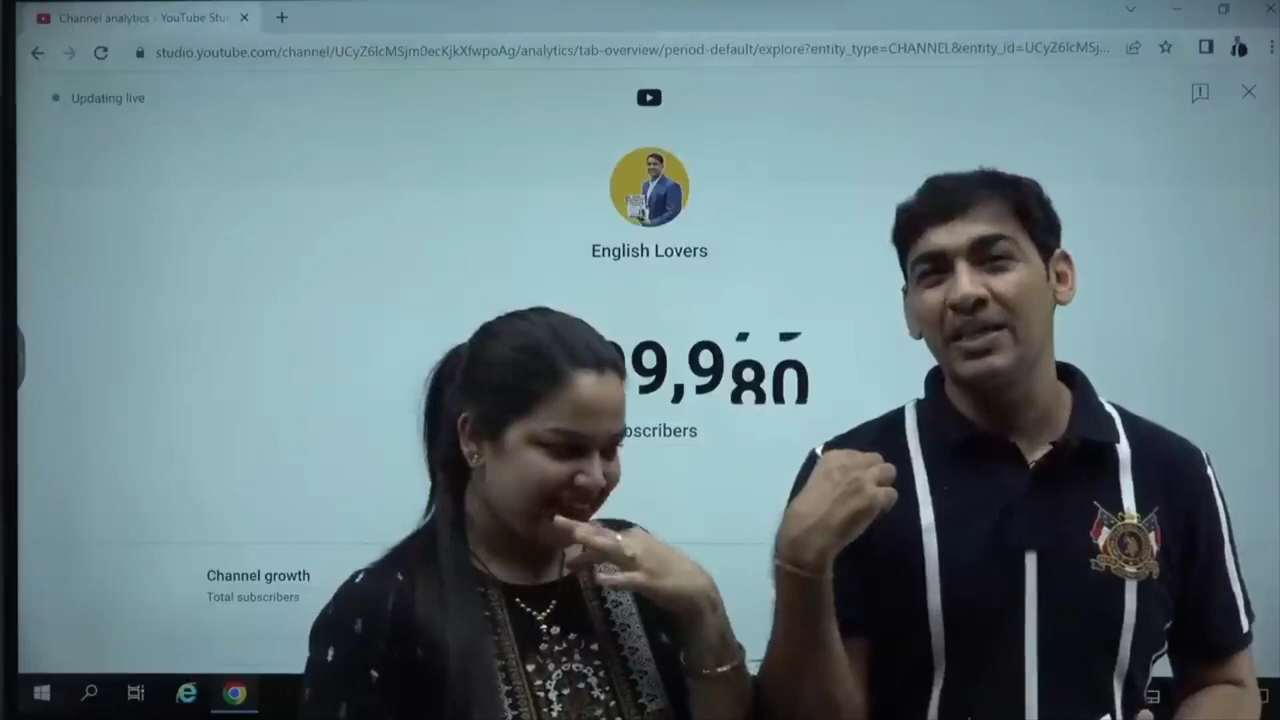 Channel analytics - YouTube Stu
studio.youtube.com/channel/UCyZ6lcMSjm0ecKjkXfwpoAg/analytics/tab-overview/period-default/explore?entity_type=CHANNEL&entity_id=UCyZ6lcMSj...
Updating live
English Lovers
99,980
bscribers
Channel growth
Total subscribers